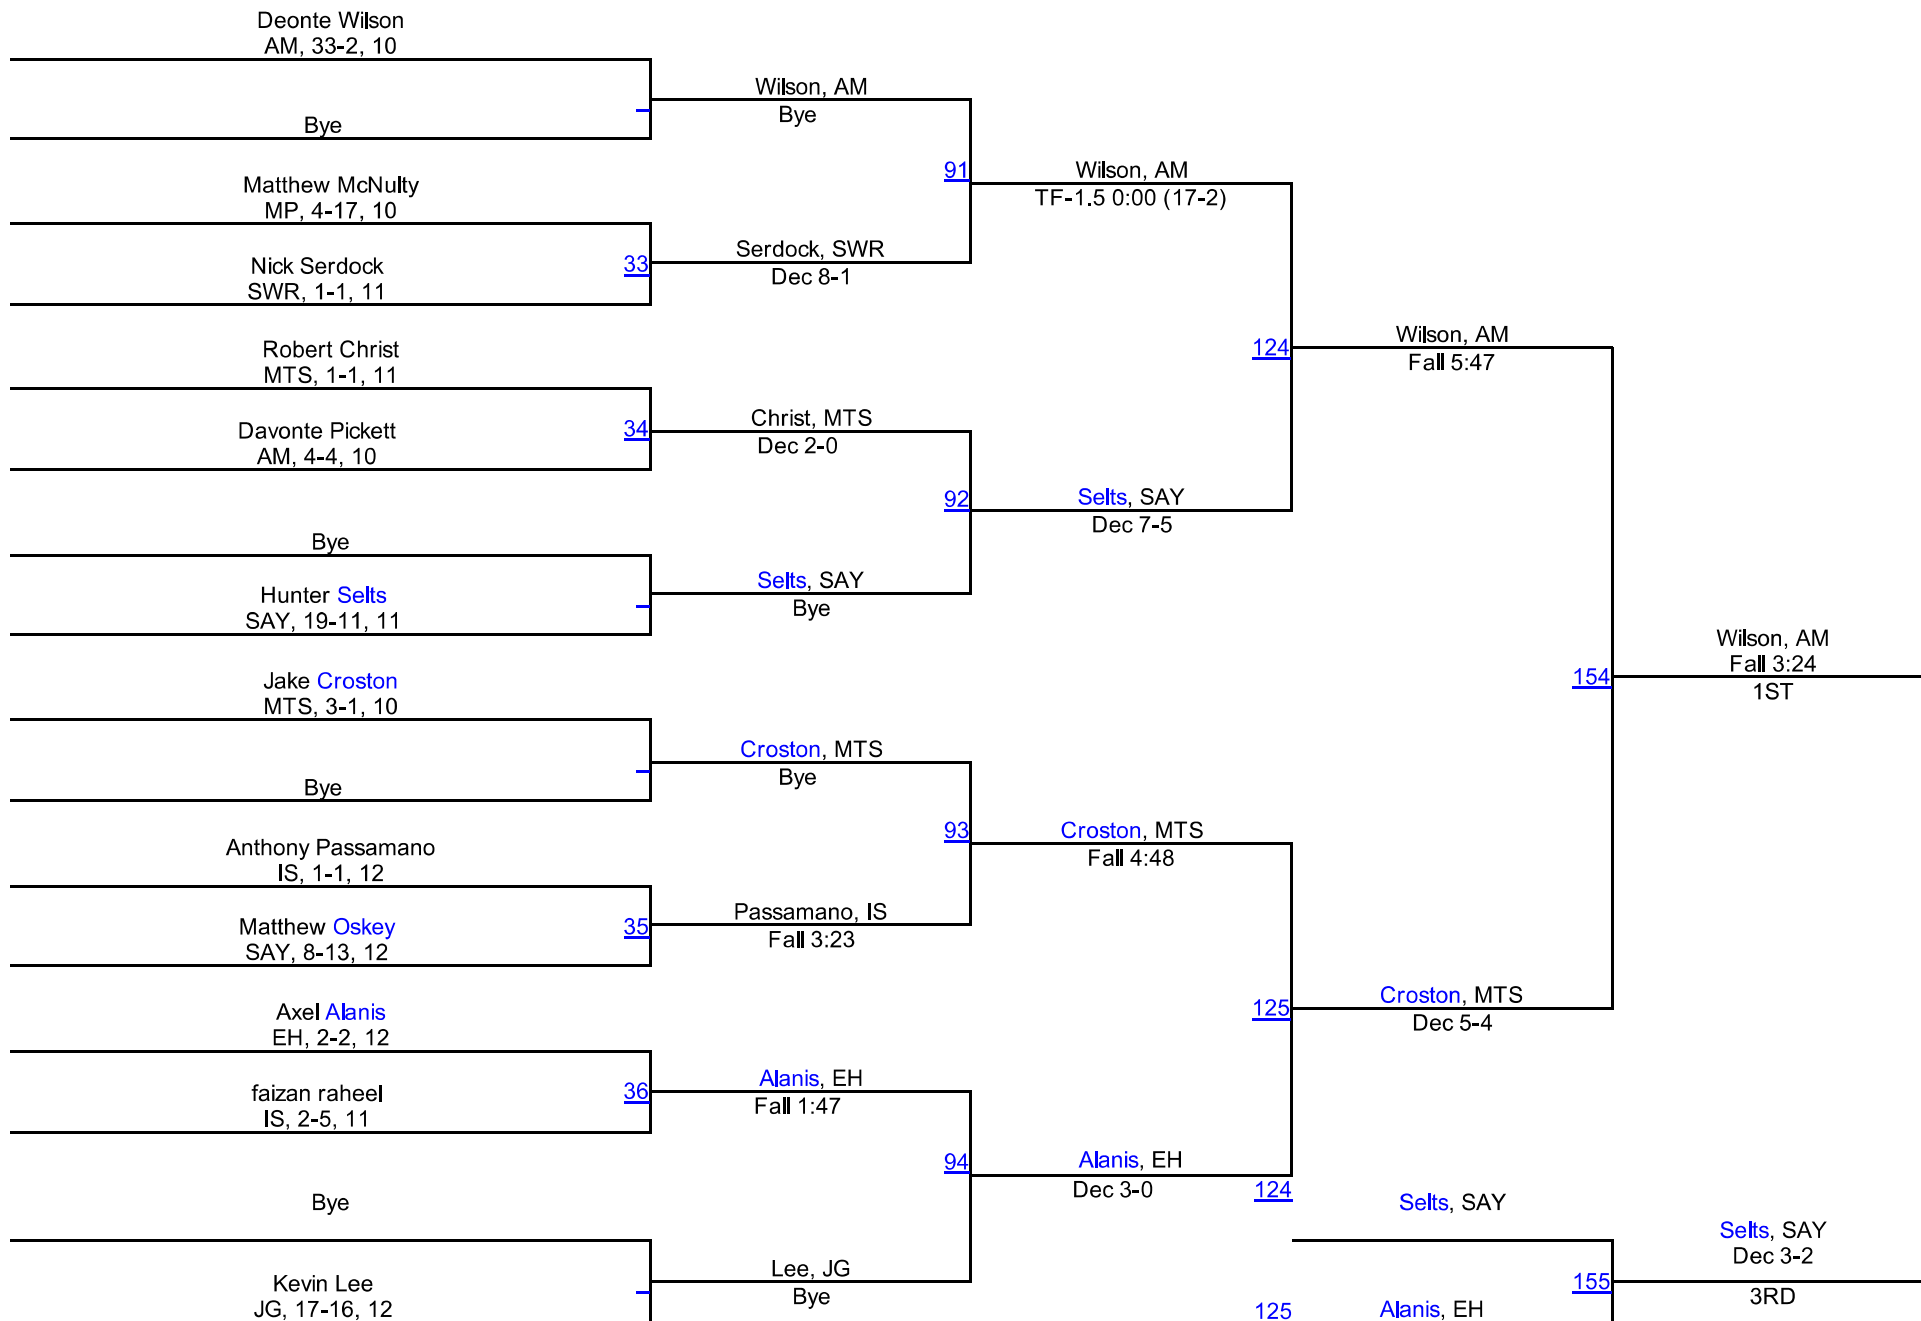 Deonte Wilson
AM, 33-2, 10
Bye
Matthew McNulty
MP, 4-17, 10
Nick Serdock
SWR, 1-1, 11
33
Robert Christ
MTS, 1-1, 11
Davonte Pickett
AM, 4-4, 10
34
Bye
Hunter Selts
SAY, 19-11, 11
Jake Croston
MTS, 3-1, 10
Bye
Anthony Passamano
IS, 1-1, 12
Matthew Oskey
SAY, 8-13, 12
35
Axel Alanis
EH, 2-2, 12
faizan raheel
IS, 2-5, 11
36
Bye
Kevin Lee
JG, 17-16, 12
Wilson, AM
Bye
91
Serdock, SWR
Dec 8-1
Christ, MTS
Dec 2-0
92
Selts, SAY
Bye
Croston, MTS
Bye
93
Passamano, IS
Fall 3:23
Alanis, EH
Fall 1:47
94
Lee, JG
Bye
Wilson, AM
TF-1.5 0:00 (17-2)
124
Selts, SAY
Dec 7-5
Croston, MTS
Fall 4:48
125
Alanis, EH
Dec 3-0
Wilson, AM
Fall 5:47
154
Croston, MTS
Dec 5-4
Wilson, AM
Fall 3:24
1ST
124
Selts, SAY
155
125
Alanis, EH
Selts, SAY
Dec 3-2
3RD